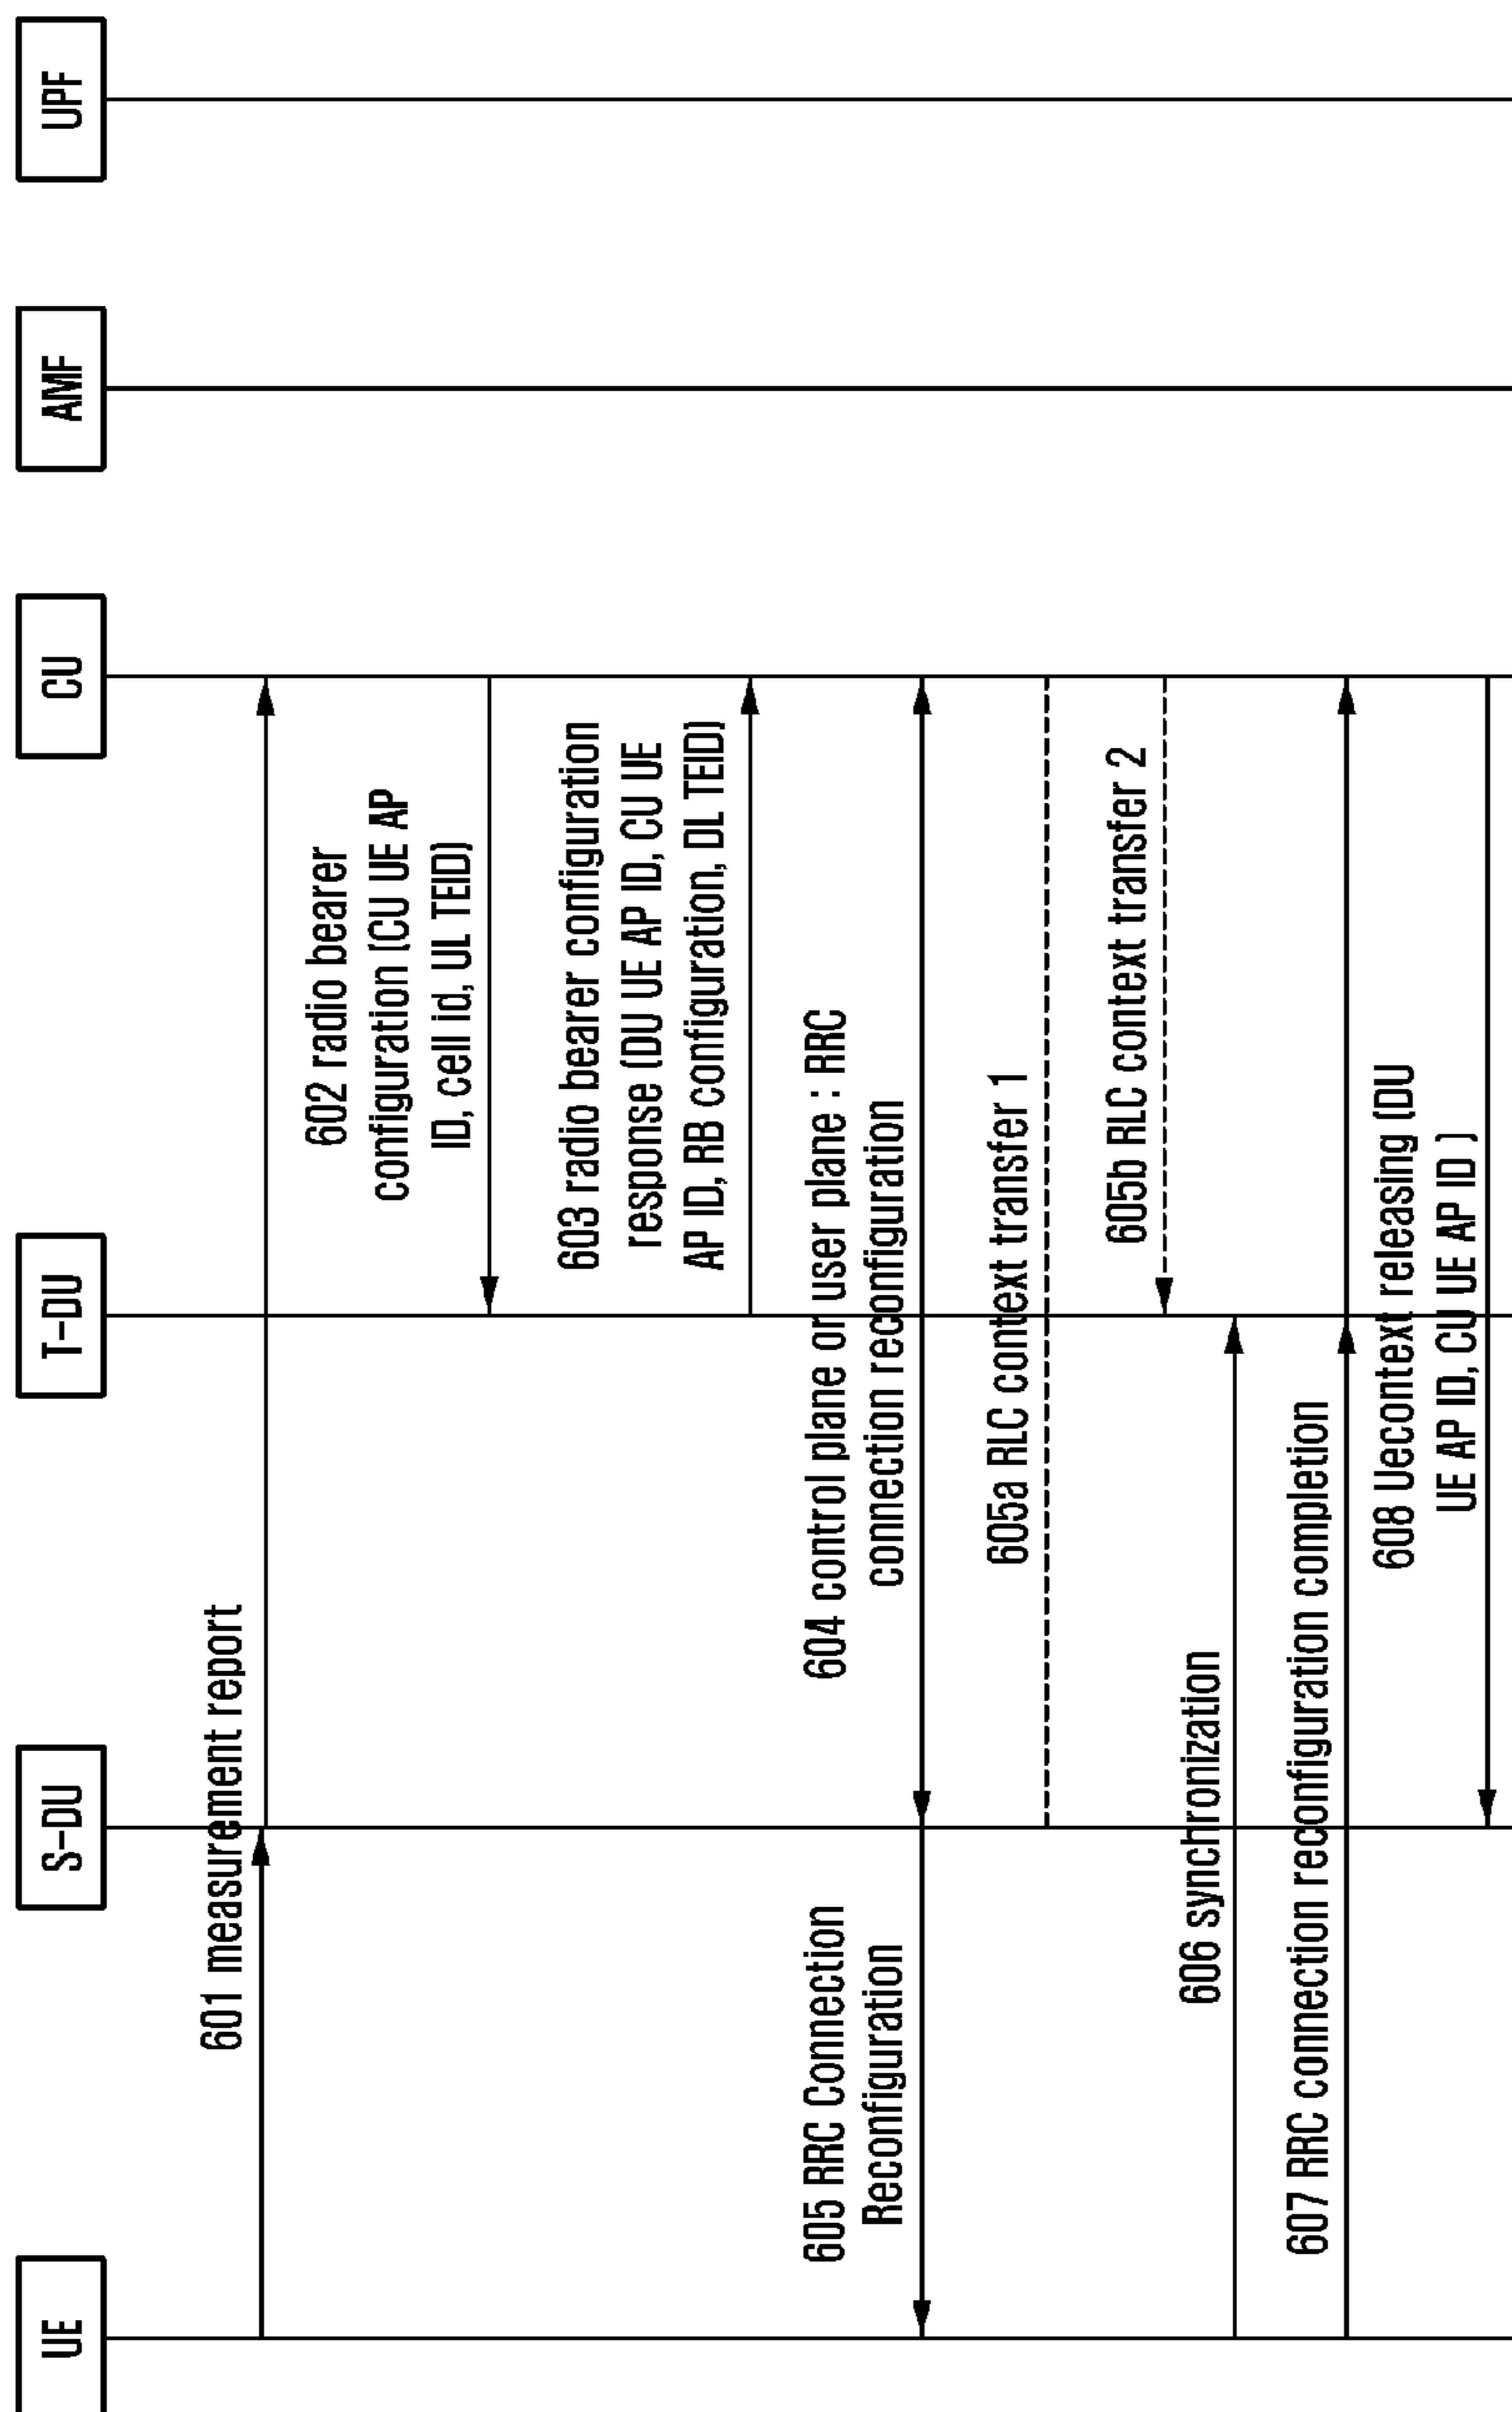 UE
S-DU
T-DU
CU
AMF
UPF
601 measurement report
602 radio bearer
configuration (CU UE AP
ID, cell id, UL TEID)
603 radio bearer configuration
response (DU UE AP ID, CU UE
AP ID, RB configuration, DL TEID)
605 RRC Connection
Reconfiguration
604 control plane or user plane : RRC
connection reconfiguration
605a RLC context transfer 1
605b RLC context transfer 2
606 synchronization
607 RRC connection reconfiguration completion
608 Uecontext releasing (DU
UE AP ID, CU UE AP ID )